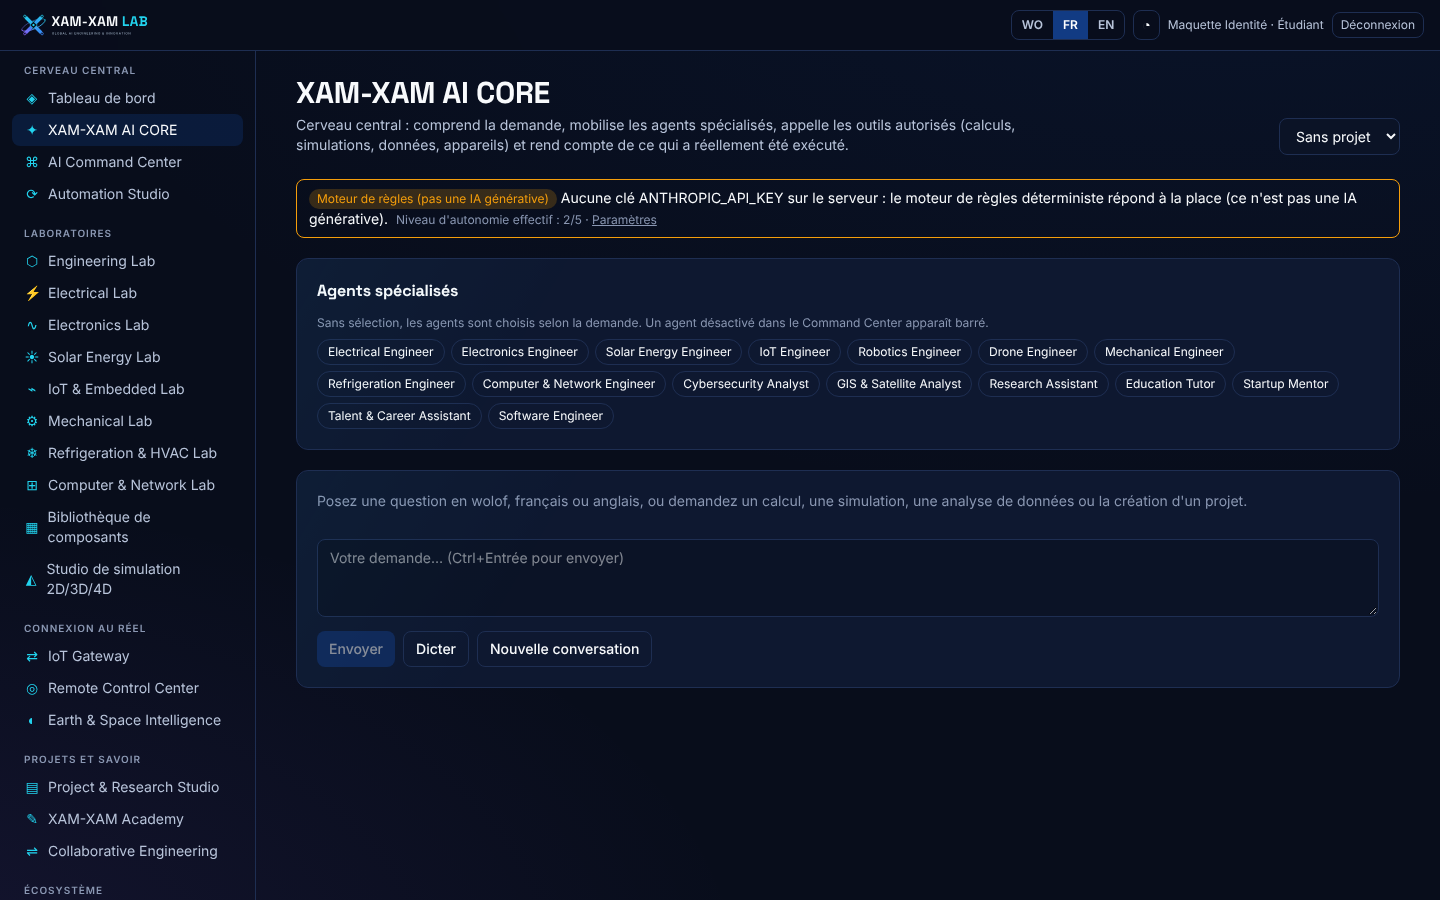 XAM-XAM LAB
GLOBAL AI ENGINEERING & INNOVATION
WO FR EN
Maquette Identité · Étudiant
Déconnexion
CERVEAU CENTRAL
Tableau de bord
XAM-XAM AI CORE
AI Command Center
Automation Studio
LABORATOIRES
Engineering Lab
Electrical Lab
Electronics Lab
Solar Energy Lab
IoT & Embedded Lab
Mechanical Lab
Refrigeration & HVAC Lab
Computer & Network Lab
Bibliothèque de
composants
Studio de simulation
2D/3D/4D
CONNEXION AU RÉEL
IoT Gateway
Remote Control Center
Earth & Space Intelligence
PROJETS ET SAVOIR
Project & Research Studio
XAM-XAM Academy
Collaborative Engineering
ÉCOSYSTÈME
XAM-XAM AI CORE
Cerveau central : comprend la demande, mobilise les agents spécialisés, appelle les outils autorisés (calculs,
simulations, données, appareils) et rend compte de ce qui a réellement été exécuté.
Sans projet
Moteur de règles (pas une IA générative) Aucune clé ANTHROPIC_API_KEY sur le serveur : le moteur de règles déterministe répond à la place (ce n'est pas une IA
générative). Niveau d'autonomie effectif : 2/5 · Paramètres
Agents spécialisés
Sans sélection, les agents sont choisis selon la demande. Un agent désactivé dans le Command Center apparaît barré.
Electrical Engineer Electronics Engineer Solar Energy Engineer IoT Engineer Robotics Engineer Drone Engineer Mechanical Engineer
Refrigeration Engineer Computer & Network Engineer Cybersecurity Analyst GIS & Satellite Analyst Research Assistant Education Tutor Startup Mentor
Talent & Career Assistant Software Engineer
Posez une question en wolof, français ou anglais, ou demandez un calcul, une simulation, une analyse de données ou la création d'un projet.
Votre demande... (Ctrl+Entrée pour envoyer)
Envoyer Dicter Nouvelle conversation